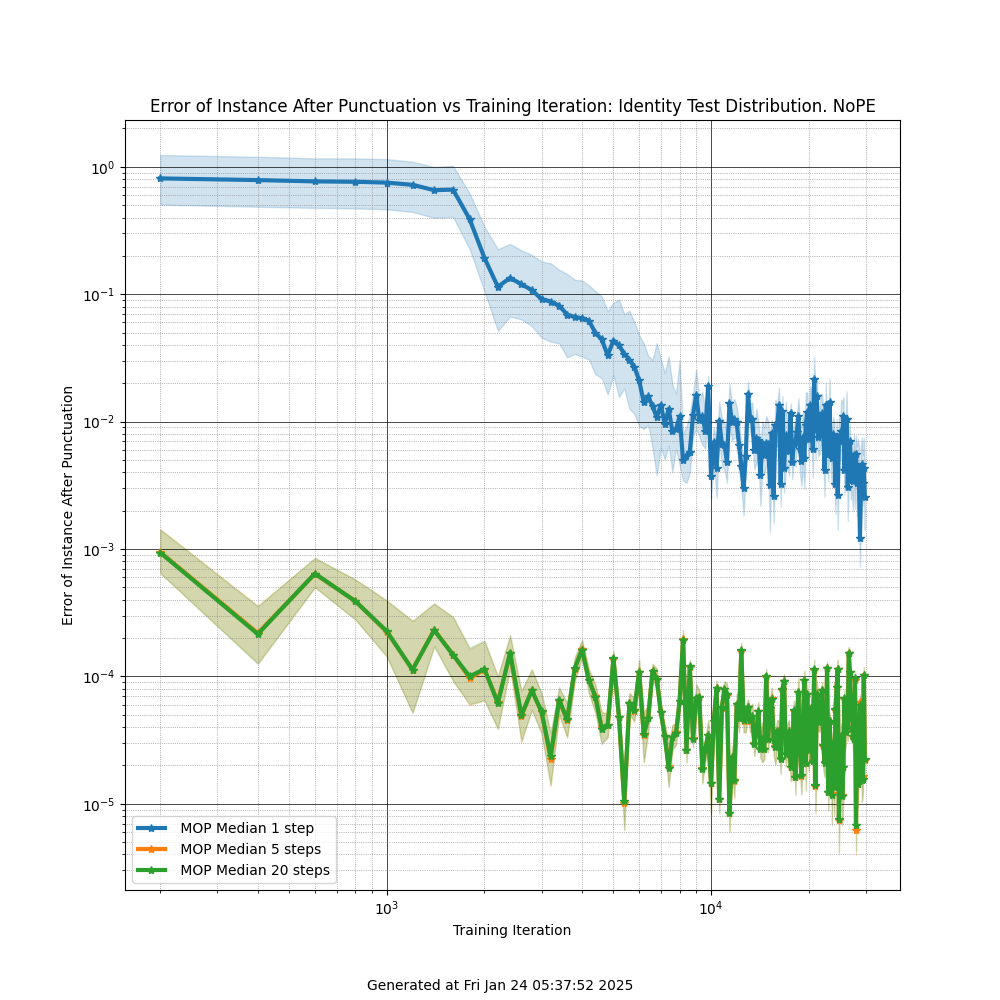 Error of Instance After Punctuation vs Training Iteration: Identity Test Distribution. NoPE
Error of Instance After Punctuation
10^0
10^-1
10^-2
10^-3
10^-4
10^-5
MOP Median 1 step
MOP Median 5 steps
MOP Median 20 steps
10^3
10^4
Training Iteration
Generated at Fri Jan 24 05:37:52 2025